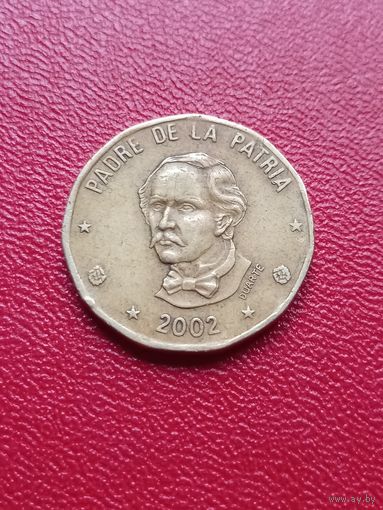 PADRE DE LA PATRIA
DUARTE
2002
www.ay.by